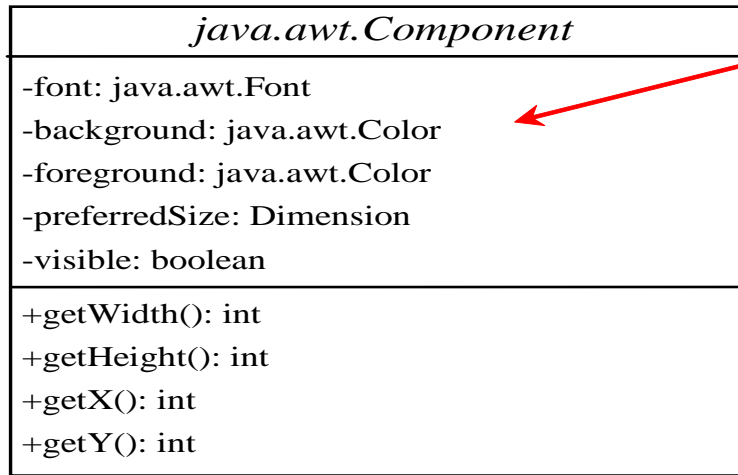 java.awt.Component
-font: java.awt.Font
-background: java.awt.Color
-foreground: java.awt.Color
-preferredSize: Dimension
-visible: boolean
+getWidth(): int
+getHeight(): int
+getX(): int
+getY(): int